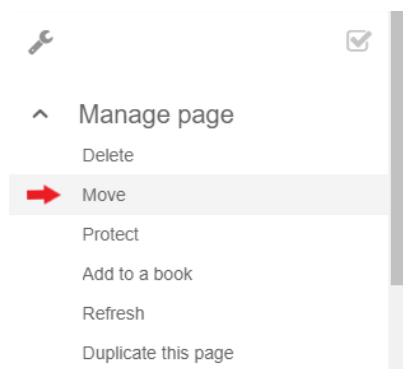 Manage page
Delete
Move
Protect
Add to a book
Refresh
Duplicate this page